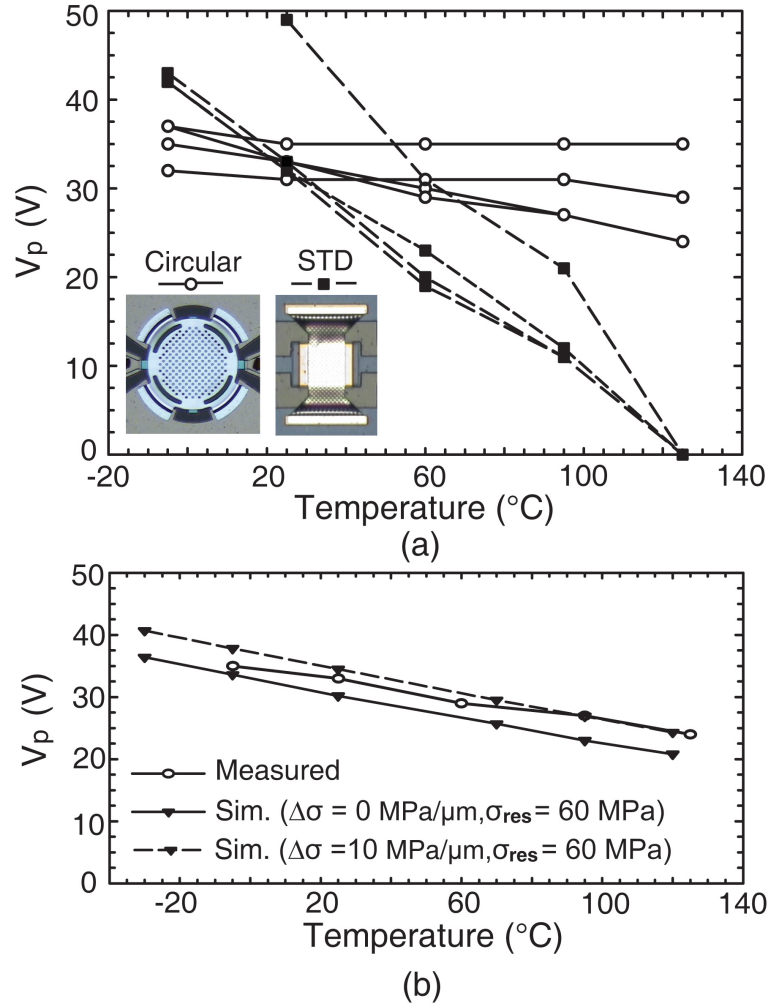 50
40
30
20
10
0
Vp (V)
Circular
STD
-20 20 60 100 140
Temperature (°C)
(a)
50
40
30
20
10
0
Vp (V)
Measured
Sim. (Δσ = 0 MPa/μm,σres= 60 MPa)
Sim. (Δσ =10 MPa/μm,σres= 60 MPa)
-20 20 60 100 140
Temperature (°C)
(b)